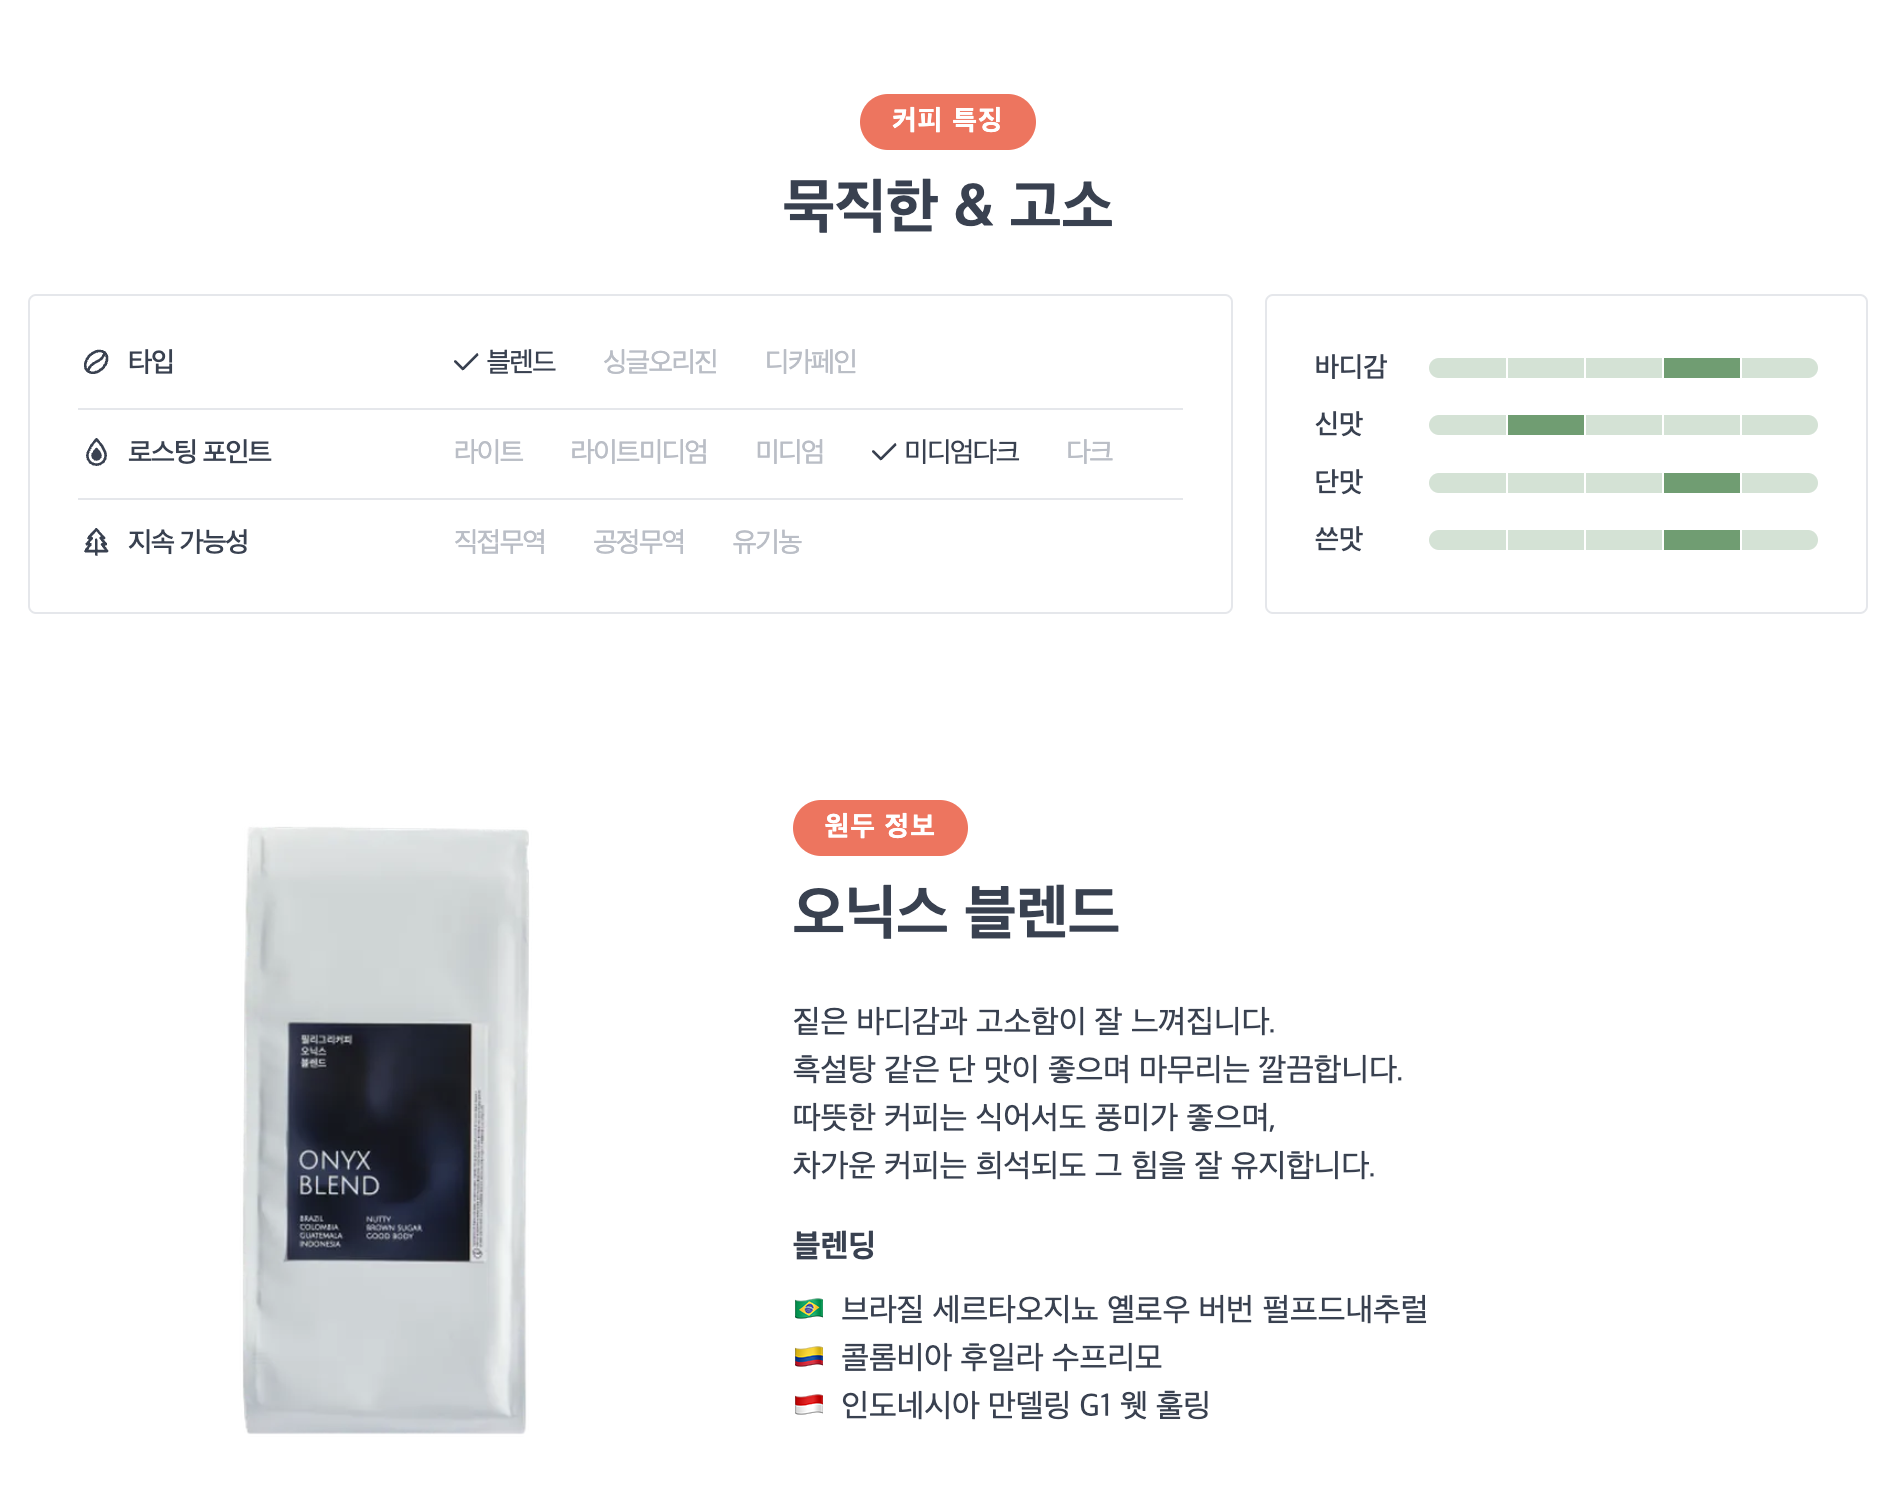 커피 특징
묵직한 & 고소
타입
블렌드 싱글오리진 디카페인
로스팅 포인트
라이트 라이트미디엄 미디엄 미디엄다크 다크
지속 가능성
직접무역 공정무역 유기농
바디감
신맛
단맛
쓴맛
필리그리커피
오닉스
블렌드
ONYX
BLEND
BRAZIL
COLOMBIA
GUATEMALA
INDONESIA
NUTTY
BROWN SUGAR
GOOD BODY
원두 정보
오닉스 블렌드
짙은 바디감과 고소함이 잘 느껴집니다.
흑설탕 같은 단 맛이 좋으며 마무리는 깔끔합니다.
따뜻한 커피는 식어서도 풍미가 좋으며,
차가운 커피는 희석되도 그 힘을 잘 유지합니다.
블렌딩
브라질 세르타오지뇨 옐로우 버번 펄프드내추럴
콜롬비아 후일라 수프리모
인도네시아 만델링 G1 웻 훌링